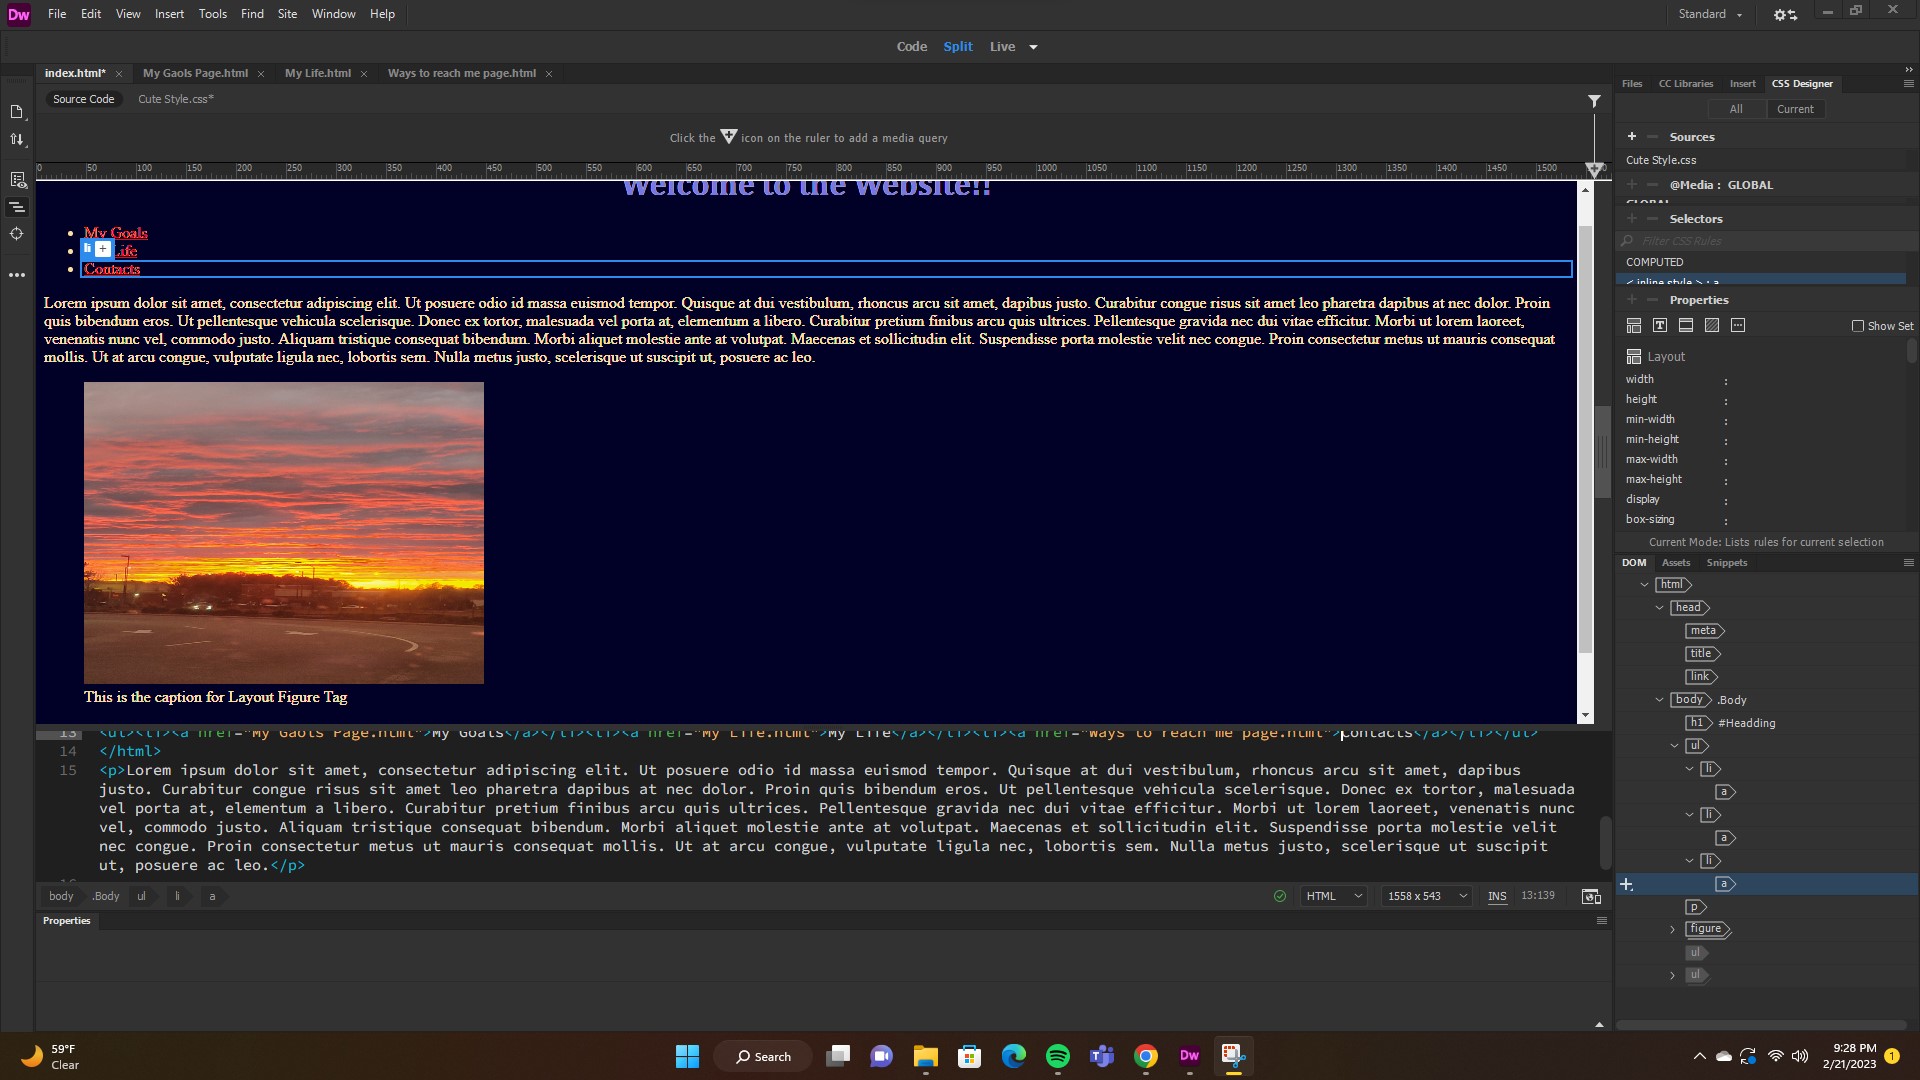 Dw File Edit View Insert Tools Find Site Window Help Standard
Code Split Live
index.html* My Gaols Page.html My Life.html Ways to reach me page.html
Source Code Cute Style.css*
Click the icon on the ruler to add a media query
0 50 100 150 200 250 300 350 400 450 500 550 600 650 700 750 800 850 900 950 1000 1050 1100 1150 1200 1250 1300 1350 1400 1450 1500
Welcome to the Website!!
My Goals
li + Life
Contacts
Lorem ipsum dolor sit amet, consectetur adipiscing elit. Ut posuere odio id massa euismod tempor. Quisque at dui vestibulum, rhoncus arcu sit amet, dapibus justo. Curabitur congue risus sit amet leo pharetra dapibus at nec dolor. Proin
quis bibendum eros. Ut pellentesque vehicula scelerisque. Donec ex tortor, malesuada vel porta at, elementum a libero. Curabitur pretium finibus arcu quis ultrices. Pellentesque gravida nec dui vitae efficitur. Morbi ut lorem laoreet,
venenatis nunc vel, commodo justo. Aliquam tristique consequat bibendum. Morbi aliquet molestie ante at volutpat. Maecenas et sollicitudin elit. Suspendisse porta molestie velit nec congue. Proin consectetur metus ut mauris consequat
mollis. Ut at arcu congue, vulputate ligula nec, lobortis sem. Nulla metus justo, scelerisque ut suscipit ut, posuere ac leo.
This is the caption for Layout Figure Tag
13 <ul><li><a href="My Gaols Page.html">My Goals</a></li><li><a href="My Life.html">My Life</a></li><li><a href="Ways to reach me page.html">Contacts</a></li></ul>
14 </html>
15 <p>Lorem ipsum dolor sit amet, consectetur adipiscing elit. Ut posuere odio id massa euismod tempor. Quisque at dui vestibulum, rhoncus arcu sit amet, dapibus
justo. Curabitur congue risus sit amet leo pharetra dapibus at nec dolor. Proin quis bibendum eros. Ut pellentesque vehicula scelerisque. Donec ex tortor, malesuada
vel porta at, elementum a libero. Curabitur pretium finibus arcu quis ultrices. Pellentesque gravida nec dui vitae efficitur. Morbi ut lorem laoreet, venenatis nunc
vel, commodo justo. Aliquam tristique consequat bibendum. Morbi aliquet molestie ante at volutpat. Maecenas et sollicitudin elit. Suspendisse porta molestie velit
nec congue. Proin consectetur metus ut mauris consequat mollis. Ut at arcu congue, vulputate ligula nec, lobortis sem. Nulla metus justo, scelerisque ut suscipit
ut, posuere ac leo.</p>
body .Body ul li a HTML 1558 x 543 INS 13:139
Properties
Files CC Libraries Insert CSS Designer
All Current
+ Sources
Cute Style.css
@Media : GLOBAL
GLOBAL
Selectors
Filter CSS Rules
COMPUTED
< inline style > : a
Properties
T Show Set
Layout
width :
height :
min-width :
min-height :
max-width :
max-height :
display :
box-sizing :
Current Mode: Lists rules for current selection
DOM Assets Snippets
html
head
meta
title
link
body .Body
h1 #Headding
ul
li
a
li
a
li
a
p
figure
ul
ul
59°F
Clear
Search
Dw
9:28 PM
2/21/2023
1